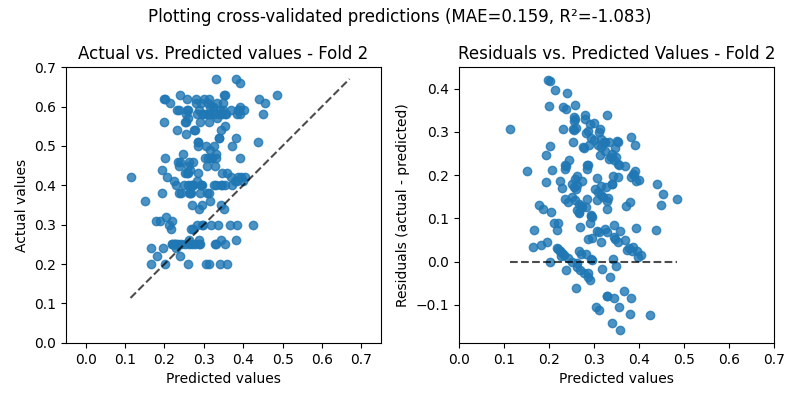 Plotting cross-validated predictions (MAE=0.159, R²=-1.083)
Actual vs. Predicted values - Fold 2
Actual values
0.7
0.6
0.5
0.4
0.3
0.2
0.1
0.0
0.0 0.1 0.2 0.3 0.4 0.5 0.6 0.7
Predicted values
Residuals vs. Predicted Values - Fold 2
Residuals (actual - predicted)
0.4
0.3
0.2
0.1
0.0
−0.1
0.0 0.1 0.2 0.3 0.4 0.5 0.6 0.7
Predicted values